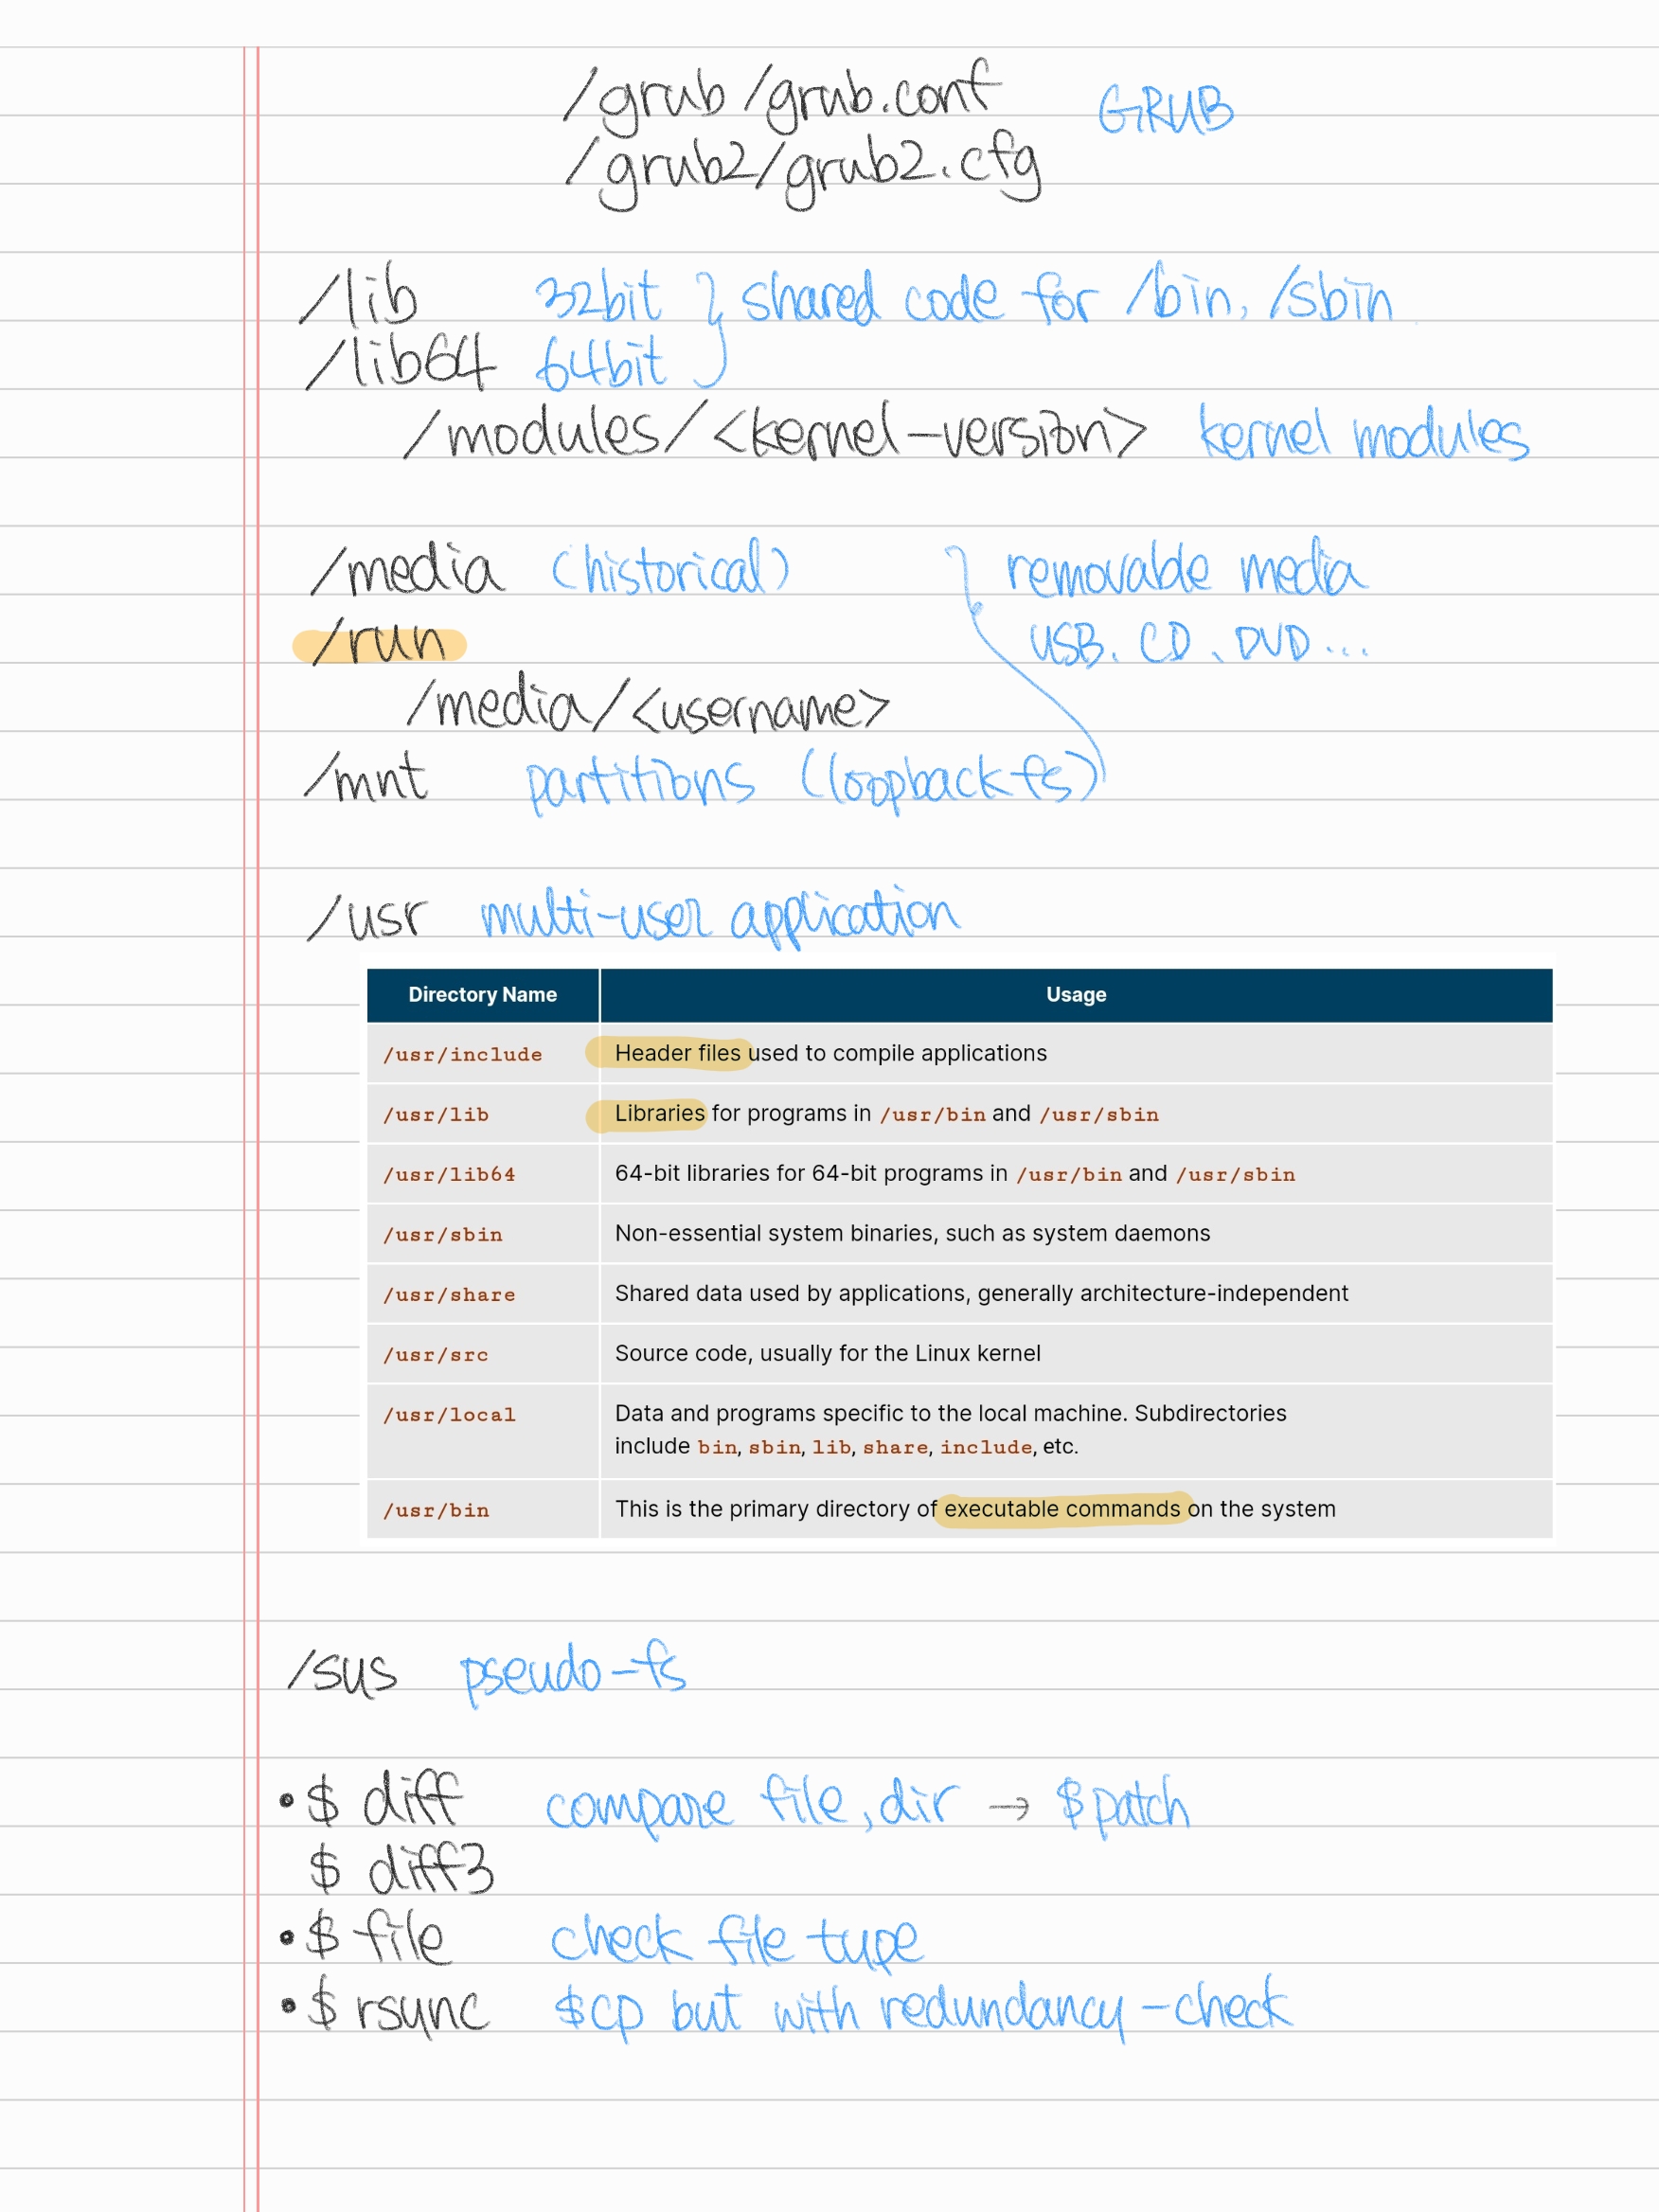 /grub/grub.conf GRUB
/grub2/grub2.cfg
/lib 32bit } shared code for /bin, /sbin
/lib64 64bit
/modules/<kernel-version> kernel modules
/media (historical) } removable media
/run USB, CD, DVD...
/media/<username>
/mnt partitions (loopback fs)
/usr multi-user application
Directory Name Usage
/usr/include Header files used to compile applications
/usr/lib Libraries for programs in /usr/bin and /usr/sbin
/usr/lib64 64-bit libraries for 64-bit programs in /usr/bin and /usr/sbin
/usr/sbin Non-essential system binaries, such as system daemons
/usr/share Shared data used by applications, generally architecture-independent
/usr/src Source code, usually for the Linux kernel
/usr/local Data and programs specific to the local machine. Subdirectories
include bin, sbin, lib, share, include, etc.
/usr/bin This is the primary directory of executable commands on the system
/sys pseudo-fs
• $ diff compare file, dir → $patch
$ diff3
• $ file check file type
• $ rsync $cp but with redundancy-check